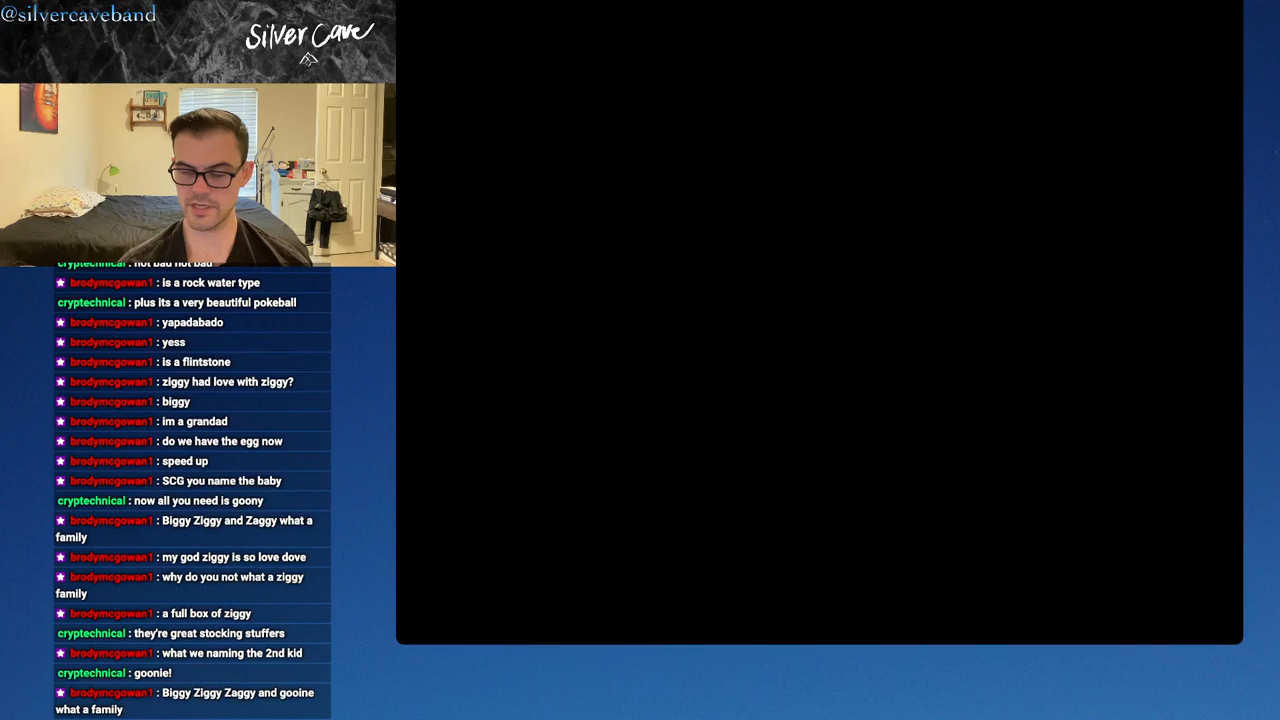 @silvercaveband
Silver Cave
cryptechnical : not bad not bad
brodymcgowan1 : is a rock water type
cryptechnical : plus its a very beautiful pokeball
brodymcgowan1 : yapadabado
brodymcgowan1 : yess
brodymcgowan1 : is a flintstone
brodymcgowan1 : ziggy had love with ziggy?
brodymcgowan1 : biggy
brodymcgowan1 : im a grandad
brodymcgowan1 : do we have the egg now
brodymcgowan1 : speed up
brodymcgowan1 : SCG you name the baby
cryptechnical : now all you need is goony
brodymcgowan1 : Biggy Ziggy and Zaggy what a
family
brodymcgowan1 : my god ziggy is so love dove
brodymcgowan1 : why do you not what a ziggy
family
brodymcgowan1 : a full box of ziggy
cryptechnical : they're great stocking stuffers
brodymcgowan1 : what we naming the 2nd kid
cryptechnical : goonie!
brodymcgowan1 : Biggy Ziggy Zaggy and gooine
what a family